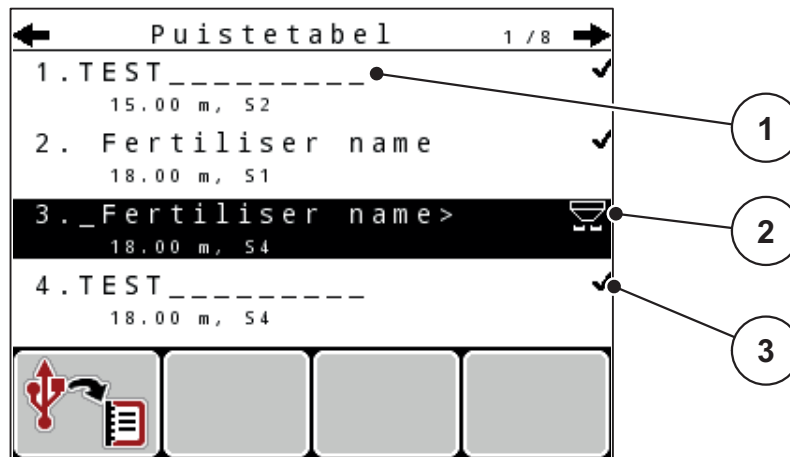 Puistetabel 1/8
1.TEST_________
15.00 m, S2
2. Fertiliser name
18.00 m, S1
3._Fertiliser name>
18.00 m, S4
4.TEST_________
18.00 m, S4
1
2
3